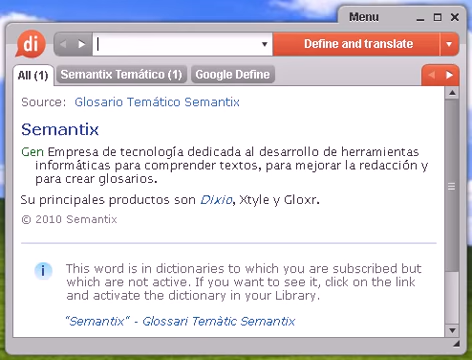 Menu
di
Define and translate
All (1) Semantix Temático (1) Google Define
Source: Glosario Temático Semantix
Semantix
Gen Empresa de tecnología dedicada al desarrollo de herramientas
informáticas para comprender textos, para mejorar la redacción y
para crear glosarios.
Su principales producto son Dixio, Xtyle y Gloxr.
© 2010 Semantix
i
This word is in dictionaries to which you are subscribed but
which are not active. If you want to see it, click on the link
and activate the dictionary in your Library.
"Semantix" - Glossari Temàtic Semantix